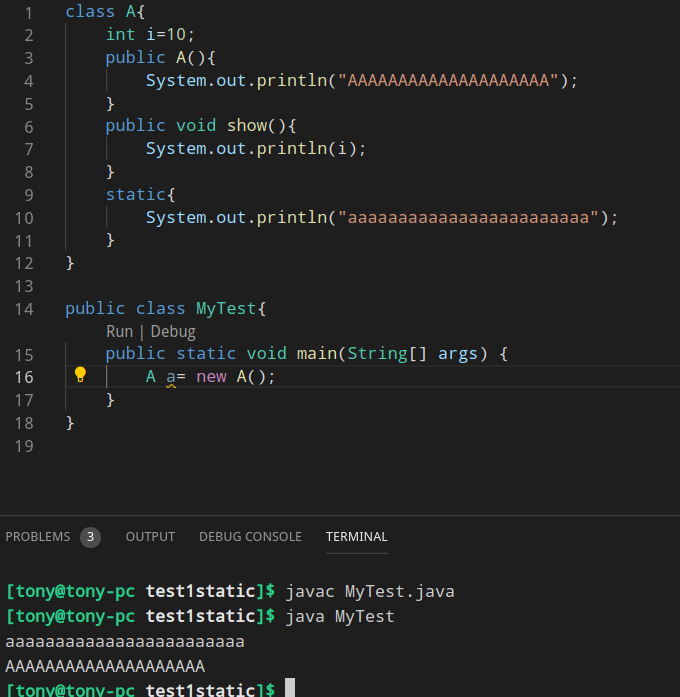 1 class A{
2 int i=10;
3 public A(){
4 System.out.println("AAAAAAAAAAAAAAAAAAAA");
5 }
6 public void show(){
7 System.out.println(i);
8 }
9 static{
10 System.out.println("aaaaaaaaaaaaaaaaaaaaaaaa");
11 }
12 }
13
14 public class MyTest{
Run | Debug
15 public static void main(String[] args) {
16 A a= new A();
17 }
18 }
19
PROBLEMS 3 OUTPUT DEBUG CONSOLE TERMINAL
[tony@tony-pc test1static]$ javac MyTest.java
[tony@tony-pc test1static]$ java MyTest
aaaaaaaaaaaaaaaaaaaaaaaa
AAAAAAAAAAAAAAAAAAAA
[tony@tony-pc test1static]$